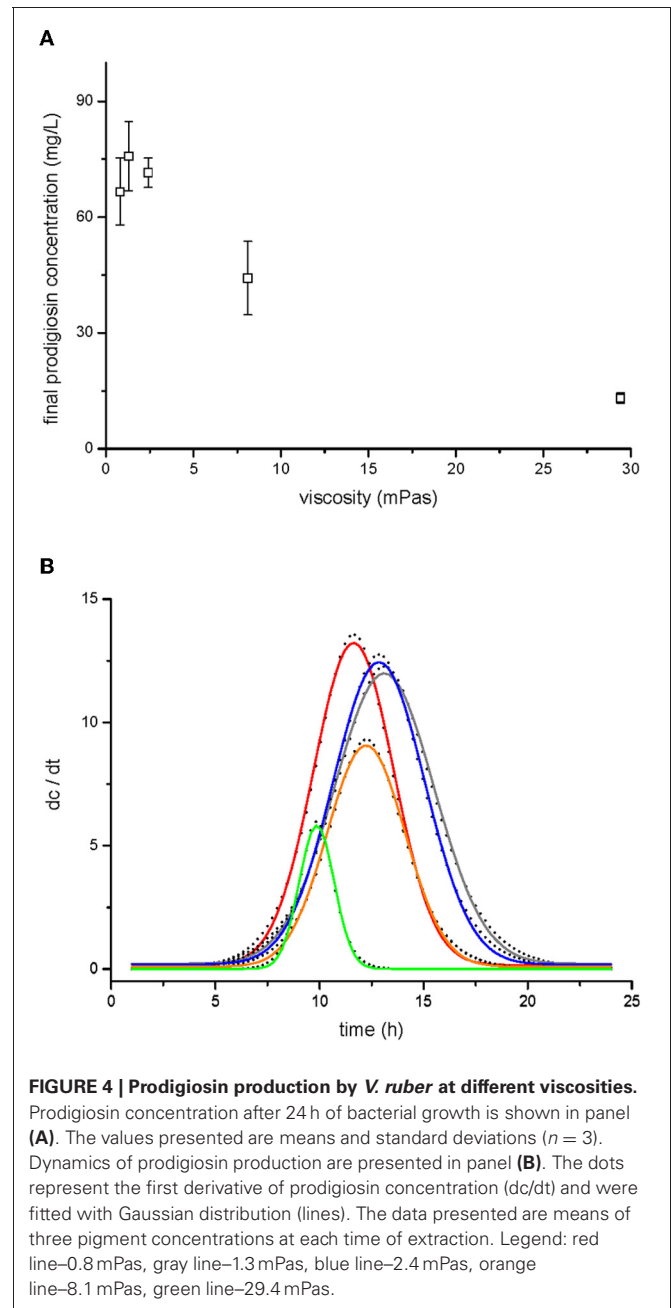 A
final prodigiosin concentration (mg/L)
90
60
30
0
0
5
10
15
20
25
30
viscosity (mPas)
B
dc / dt
15
10
5
0
0
5
10
15
20
25
time (h)
FIGURE 4 | Prodigiosin production by V. ruber at different viscosities.
Prodigiosin concentration after 24 h of bacterial growth is shown in panel
(A). The values presented are means and standard deviations (n = 3).
Dynamics of prodigiosin production are presented in panel (B). The dots
represent the first derivative of prodigiosin concentration (dc/dt) and were
fitted with Gaussian distribution (lines). The data presented are means of
three pigment concentrations at each time of extraction. Legend: red
line–0.8 mPas, gray line–1.3 mPas, blue line–2.4 mPas, orange
line–8.1 mPas, green line–29.4 mPas.